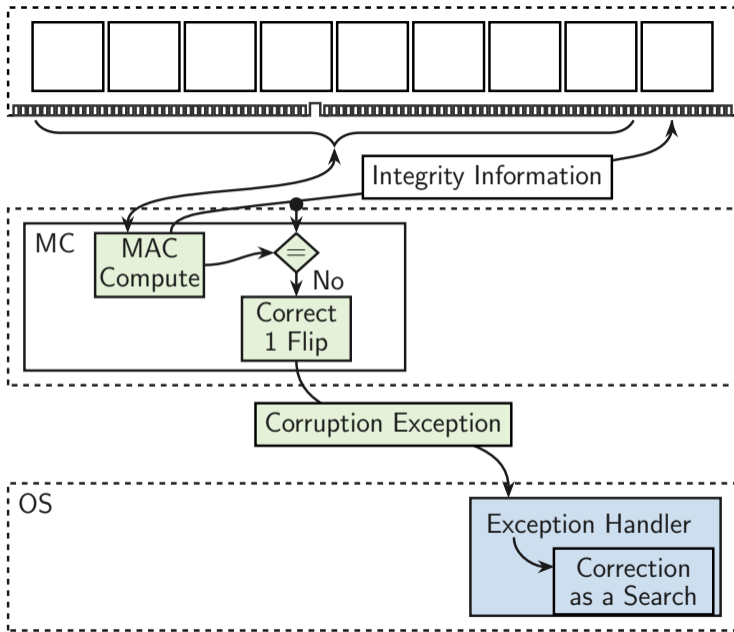 Integrity Information
MC
MAC
Compute
=
No
Correct
1 Flip
Corruption Exception
OS
Exception Handler
Correction
as a Search